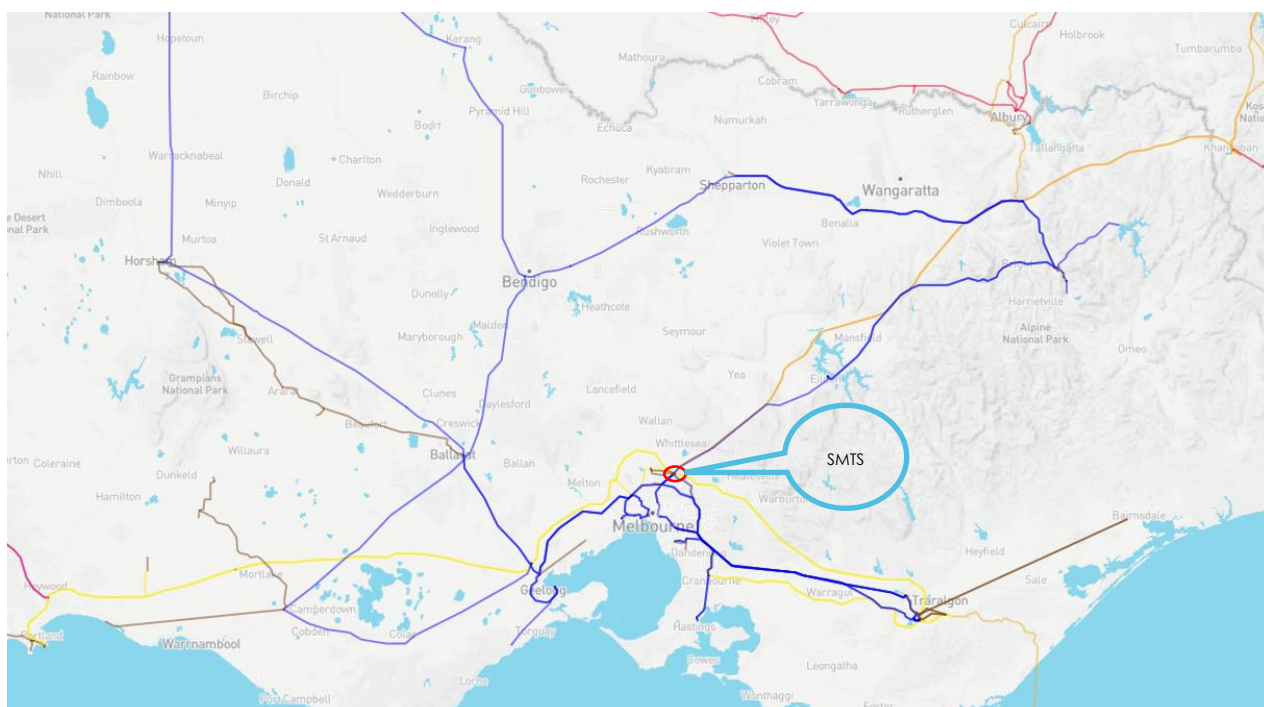 National Park
Hopetoun
Kerang
Finley
Culcairn
Holbrook
Tumbarumba
Rainbow
Mathoura
Cobram
Birchip
Gunbower
Yarrawonga
Rutherglen
Albury
Pyramid Hill
Numurkah
Echuca
Boort
Tallangatta
Khancoban
Warracknabeal
Charlton
Kyabram
Nhill
Donald
Rochester
Shepparton
Wangaratta
Dimboola
Minyip
Wedderburn
Inglewood
Rushworth
Benalla
Murtoa
St Arnaud
Violet Town
Horsham
Bendigo
Bright
Dunolly
Heathcote
Harrietville
Maldon
Seymour
Alpine
National Park
Stawell
Maryborough
Mansfield
Omeo
Grampians
National Park
Ararat
Clunes
Daylesford
Lancefield
Yea
Eildon
Beaufort
Creswick
Wallan
Whittlesea
Willaura
Ballarat
Ballan
SMTS
Coleraine
Dunkeld
Melton
Healesville
Hamilton
Warburton
Melbourne
Bairnsdale
Dandenong
Heyfield
Heywood
Mortlake
Geelong
Cranbourne
Warragul
Sale
Traralgon
Portland
Camperdown
Cobden
Colac
Torquay
Hastings
Warrnambool
Cowes
Leongatha
Lorne
Port Campbell
Wonthaggi
Foster